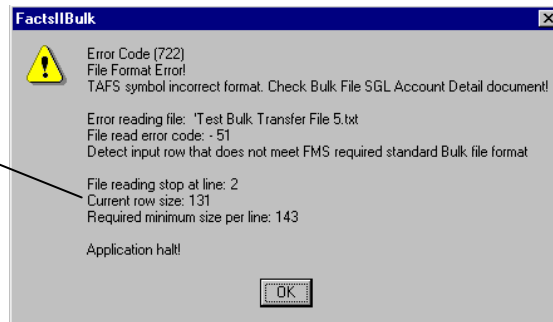 FactsIIBulk
Error Code (722)
File Format Error!
TAFS symbol incorrect format. Check Bulk File SGL Account Detail document!
Error reading file: 'Test Bulk Transfer File 5.txt
File read error code: - 51
Detect input row that does not meet FMS required standard Bulk file format
File reading stop at line: 2
Current row size: 131
Required minimum size per line: 143
Application halt!
OK